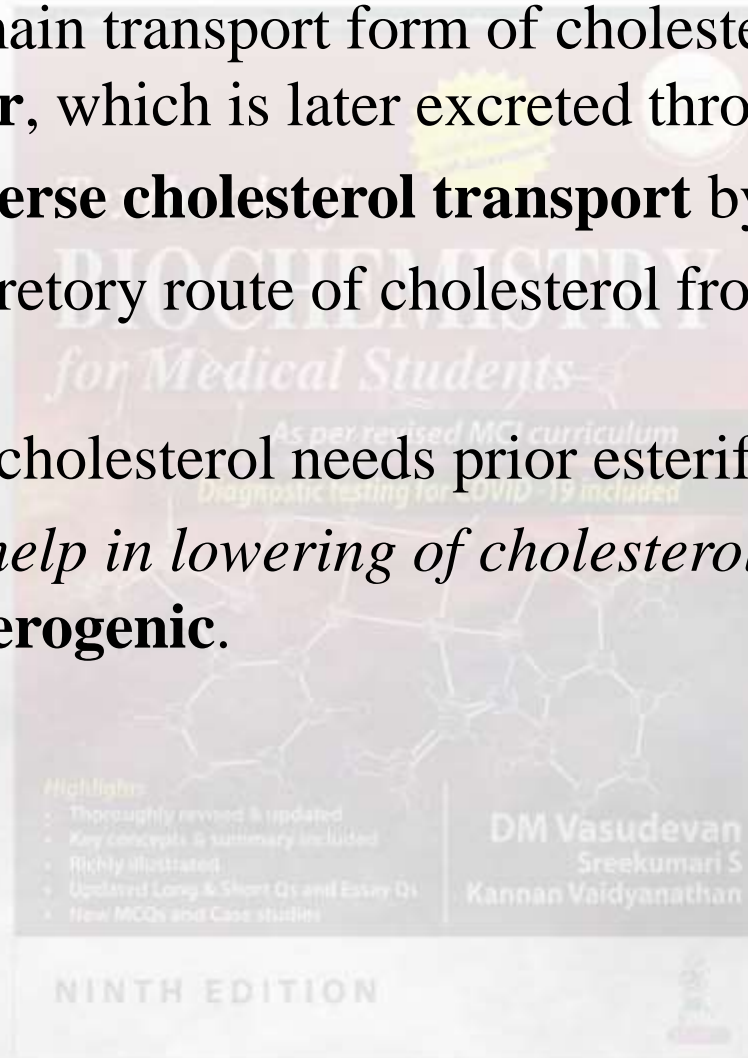 nain transport form of choleste
r, which is later excreted thro
erse cholesterol transport by
retory route of cholesterol fro
BIOCHEMISTRY
for Medical Students
As per revised MCI curriculum
cholesterol needs prior esterif
Diagnostic testing for COVID-19 included
help in lowering of cholesterol
erogenic.
Highlights
• Thoroughly revised & updated
• Key concepts & summary included
• Richly illustrated
• Updated Long & Short Qs and Essay Qs
• New MCQs and Case studies
DM Vasudevan
Sreekumari S
Kannan Vaidyanathan
NINTH EDITION